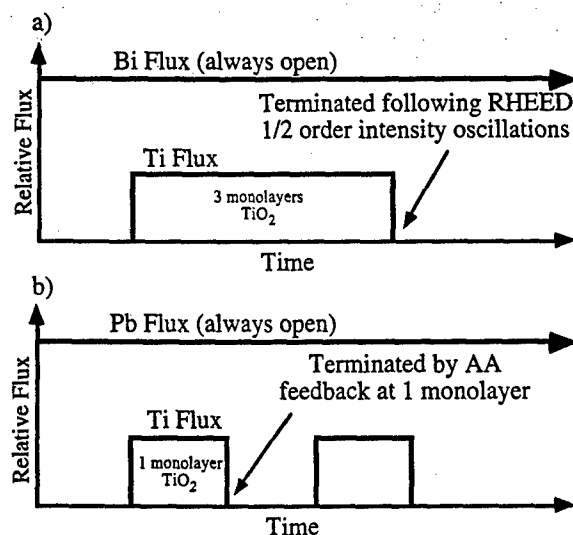 a)
Bi Flux (always open)
Terminated following RHEED
1/2 order intensity oscillations
Ti Flux
3 monolayers
TiO2
Relative Flux
Time
b)
Pb Flux (always open)
Terminated by AA
feedback at 1 monolayer
Ti Flux
1 monolayer
TiO2
Relative Flux
Time